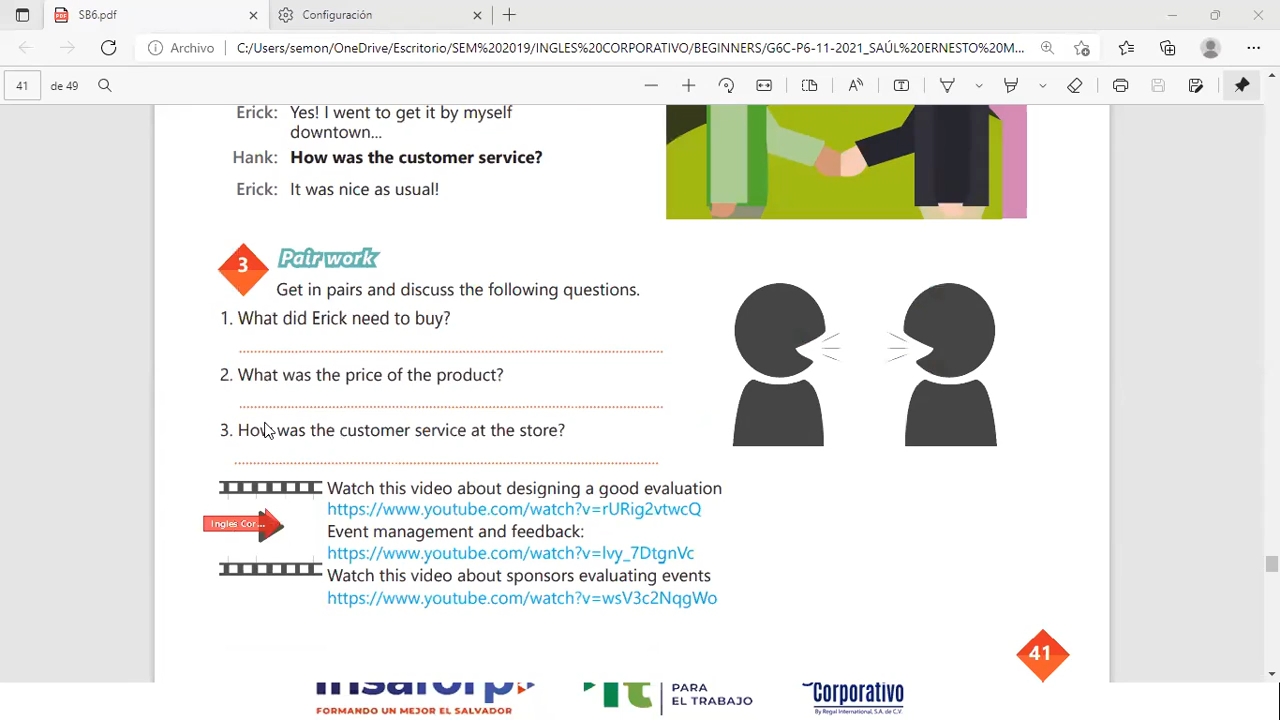 SB6.pdf
Configuración
Archivo
C:/Users/semon/OneDrive/Escritorio/SEM%202019/INGLES%20CORPORATIVO/BEGINNERS/G6C-P6-11-2021_SAÚL%20ERNESTO%20M...
41 de 49
Erick: Yes! I went to get it by myself
downtown...
Hank: How was the customer service?
Erick: It was nice as usual!
3 Pair work
Get in pairs and discuss the following questions.
1. What did Erick need to buy?
2. What was the price of the product?
3. How was the customer service at the store?
Watch this video about designing a good evaluation
https://www.youtube.com/watch?v=rURig2vtwcQ
Ingles Cor...
Event management and feedback:
https://www.youtube.com/watch?v=lvy_7DtgnVc
Watch this video about sponsors evaluating events
https://www.youtube.com/watch?v=wsV3c2NqgWo
41
insaforp
FORMANDO UN MEJOR EL SALVADOR
PARA
EL TRABAJO
Corporativo
By Regal International, S.A. de C.V.